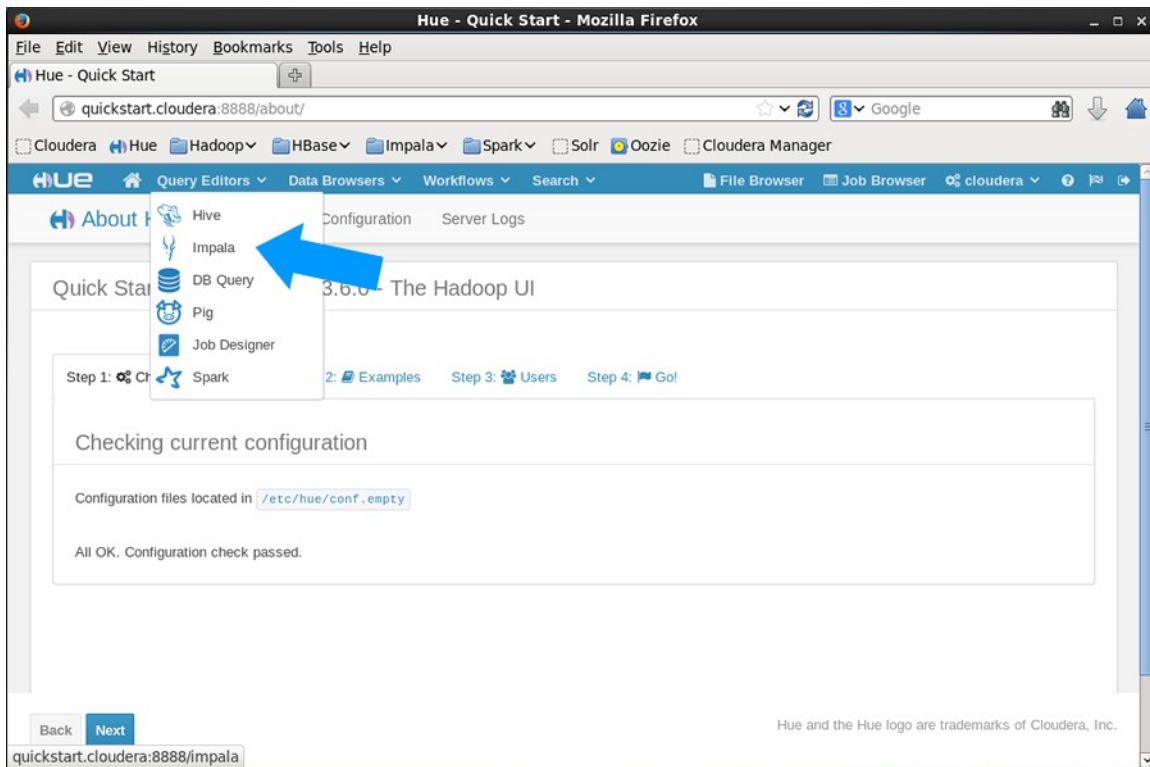 Hue - Quick Start - Mozilla Firefox
File Edit View History Bookmarks Tools Help
Hue - Quick Start
quickstart.cloudera:8888/about/ Google
Cloudera Hue Hadoop HBase Impala Spark Solr Oozie Cloudera Manager
HUE Query Editors Data Browsers Workflows Search File Browser Job Browser cloudera
About Configuration Server Logs
Hive
Impala
DB Query
Pig
Job Designer
Spark
Quick 3.6.0 - The Hadoop UI
Step 1: 2: Examples Step 3: Users Step 4: Go!
Checking current configuration
Configuration files located in /etc/hue/conf.empty
All OK. Configuration check passed.
Back Next
Hue and the Hue logo are trademarks of Cloudera, Inc.
quickstart.cloudera:8888/impala